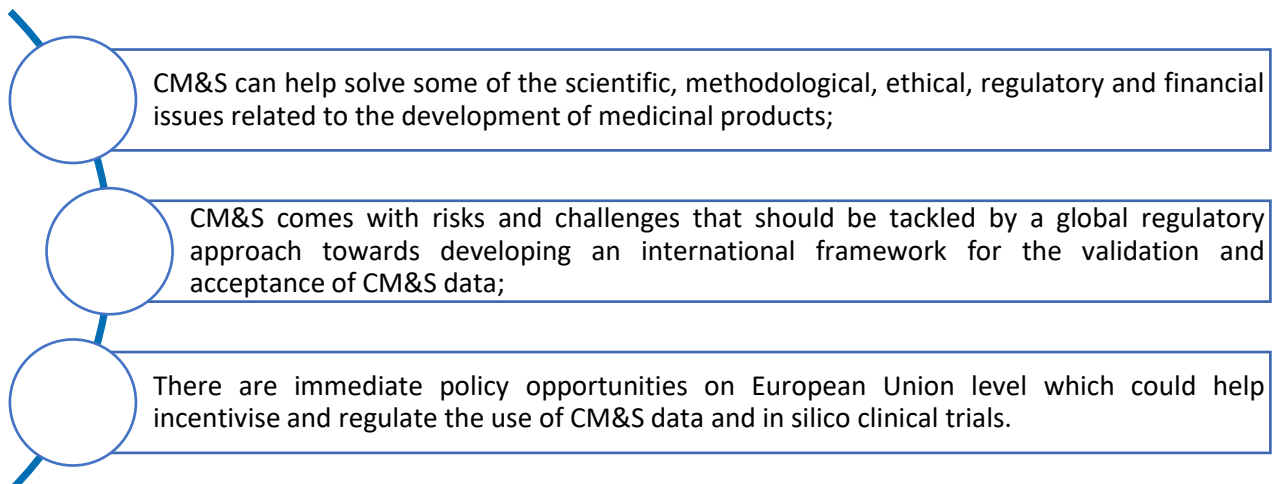 CM&S can help solve some of the scientific, methodological, ethical, regulatory and financial
issues related to the development of medicinal products;
CM&S comes with risks and challenges that should be tackled by a global regulatory
approach towards developing an international framework for the validation and
acceptance of CM&S data;
There are immediate policy opportunities on European Union level which could help
incentivise and regulate the use of CM&S data and in silico clinical trials.